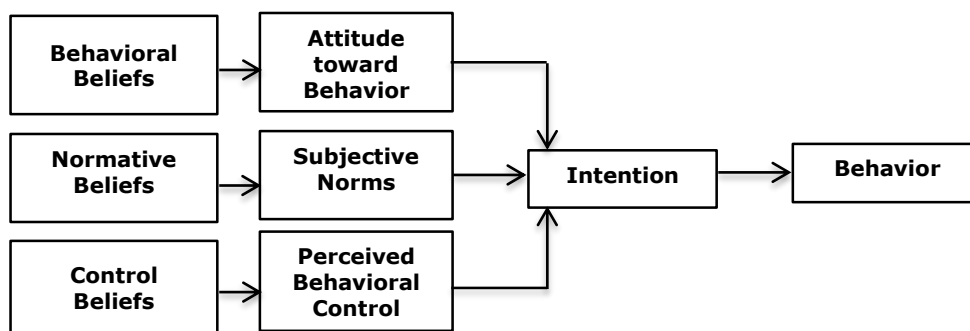 Behavioral
Beliefs
Attitude
toward
Behavior
Normative
Beliefs
Subjective
Norms
Intention
Behavior
Control
Beliefs
Perceived
Behavioral
Control